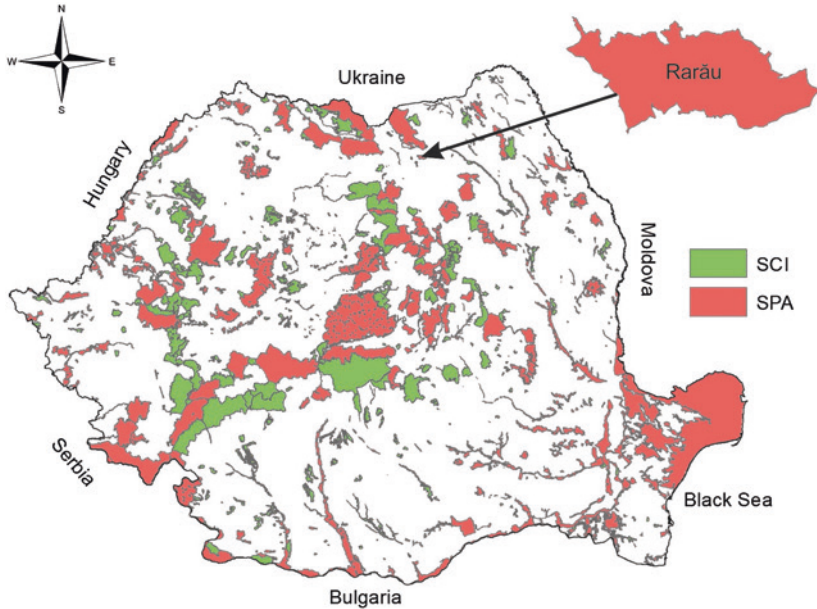 N
W
E
S
Ukraine
Rarău
Hungary
Moldova
SCI
SPA
Serbia
Black Sea
Bulgaria